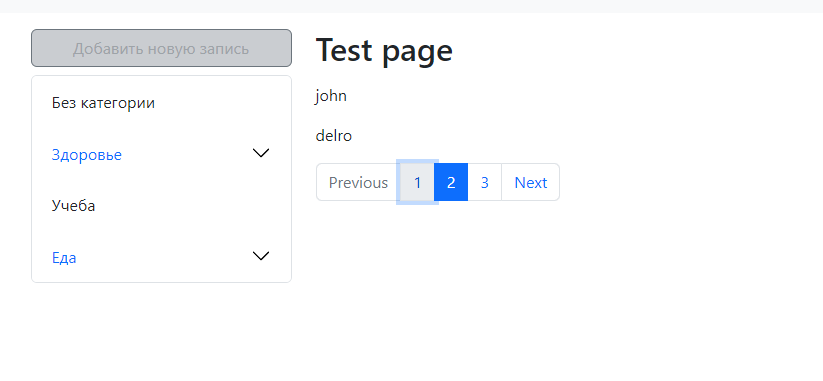 Добавить новую запись
Без категории
Здоровье
Учеба
Еда
Test page
john
delro
Previous 1 2 3 Next